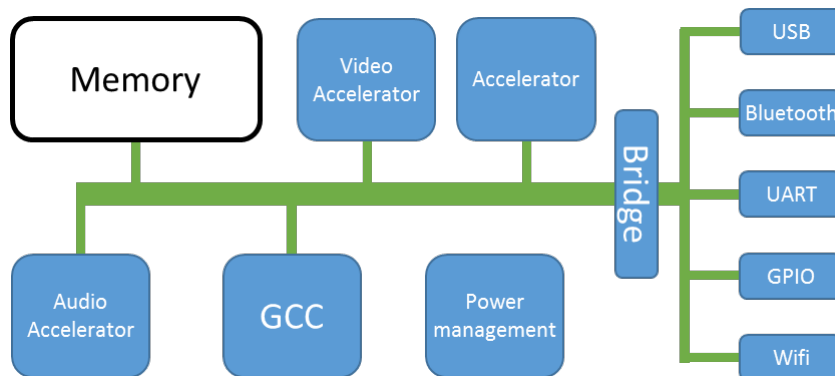 Memory
Video
Accelerator
Accelerator
Bridge
USB
Bluetooth
UART
GPIO
Wifi
Audio
Accelerator
GCC
Power
management